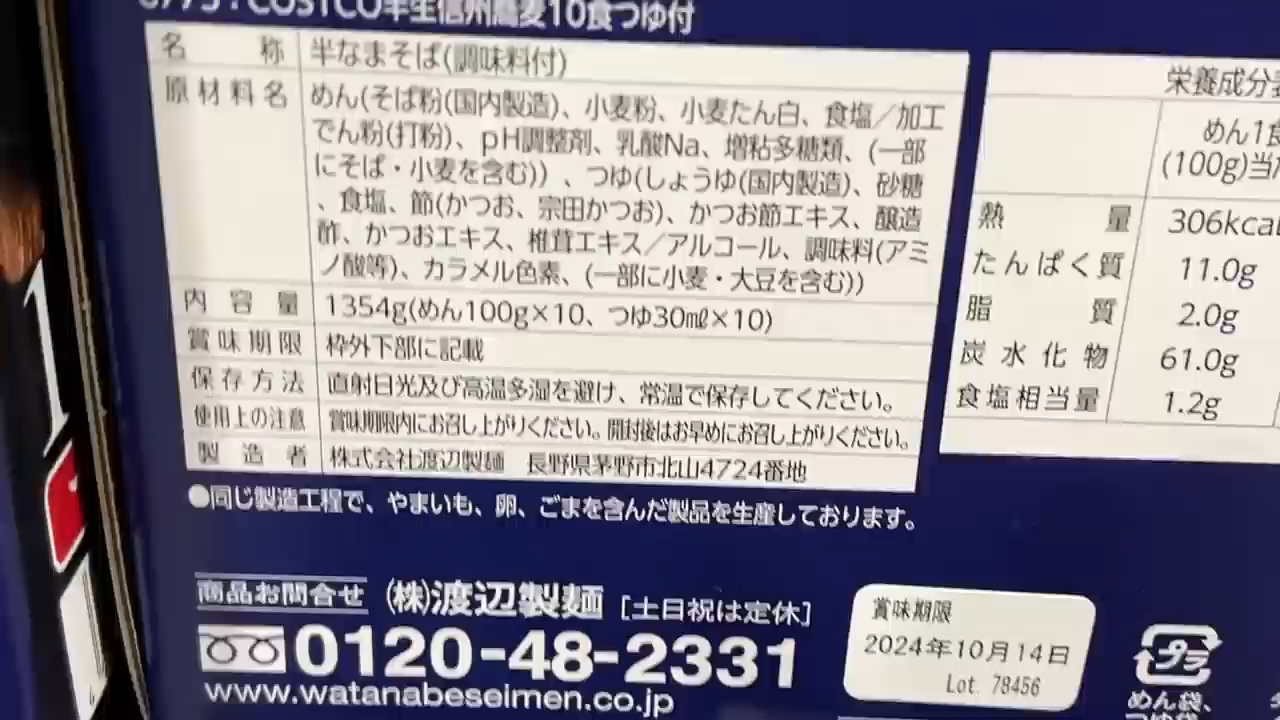 8775:COSTCO半生信州蕎麦10食つゆ付
名称 半なまそば(調味料付)
原材料名 めん(そば粉(国内製造)、小麦粉、小麦たん白、食塩／加工
でん粉(打粉)、pH調整剤、乳酸Na、増粘多糖類、(一部
にそば・小麦を含む))、つゆ(しょうゆ(国内製造)、砂糖
、食塩、節(かつお、宗田かつお)、かつお節エキス、醸造
酢、かつおエキス、椎茸エキス／アルコール、調味料(アミ
ノ酸等)、カラメル色素、(一部に小麦・大豆を含む))
内容量 1354g(めん100g×10、つゆ30㎖×10)
賞味期限 枠外下部に記載
保存方法 直射日光及び高温多湿を避け、常温で保存してください。
使用上の注意 賞味期限内にお召し上がりください。開封後はお早めにお召し上がりください。
製造者 株式会社渡辺製麺 長野県茅野市北山4724番地
●同じ製造工程で、やまいも、卵、ごまを含んだ製品を生産しております。
栄養成分
めん1食
(100g)当
熱量 306kcal
たんぱく質 11.0g
脂質 2.0g
炭水化物 61.0g
食塩相当量 1.2g
商品お問合せ (株)渡辺製麺 [土日祝は定休]
0120-48-2331
www.watanabeseimen.co.jp
賞味期限
2024年10月14日
Lot. 78456
プラ
めん袋、